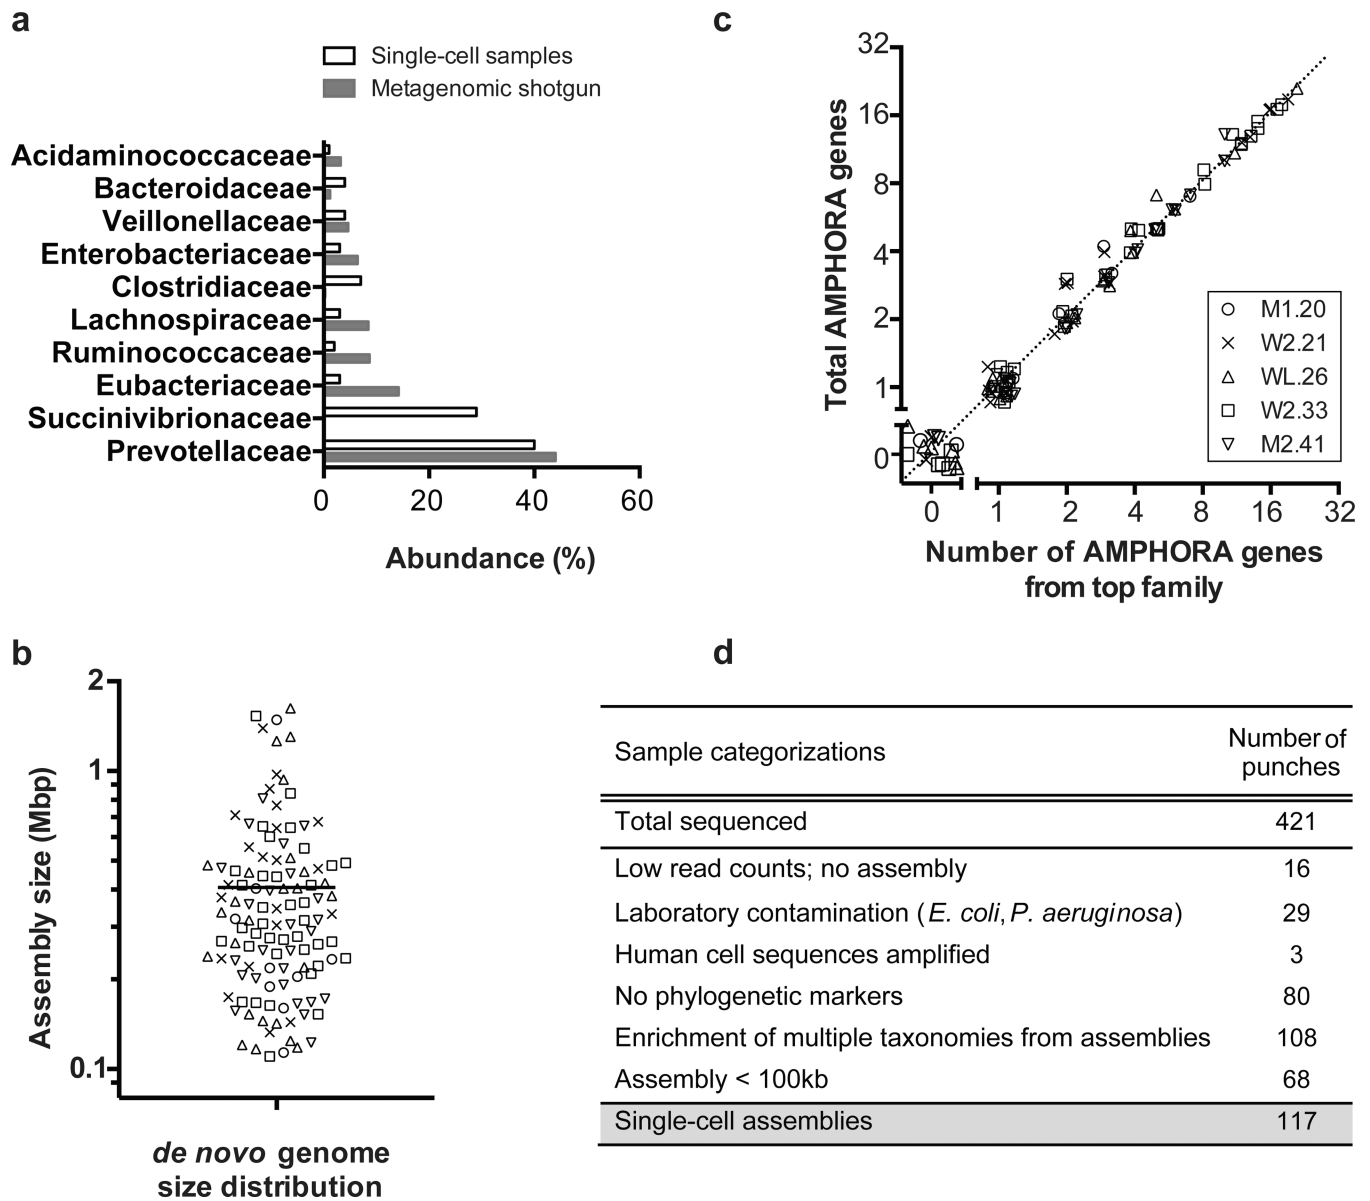 a
Single-cell samples
Metagenomic shotgun
Acidaminococcaceae
Bacteroidaceae
Veillonellaceae
Enterobacteriaceae
Clostridiaceae
Lachnospiraceae
Ruminococcaceae
Eubacteriaceae
Succinivibrionaceae
Prevotellaceae
0 20 40 60
Abundance (%)
c
Total AMPHORA genes
32
16
8
4
2
1
0
M1.20
W2.21
WL.26
W2.33
M2.41
0 1 2 4 8 16 32
Number of AMPHORA genes
from top family
b
Assembly size (Mbp)
2
1
0.1
de novo genome
size distribution
d
Sample categorizations Number of punches
Total sequenced 421
Low read counts; no assembly 16
Laboratory contamination (E. coli, P. aeruginosa) 29
Human cell sequences amplified 3
No phylogenetic markers 80
Enrichment of multiple taxonomies from assemblies 108
Assembly < 100kb 68
Single-cell assemblies 117